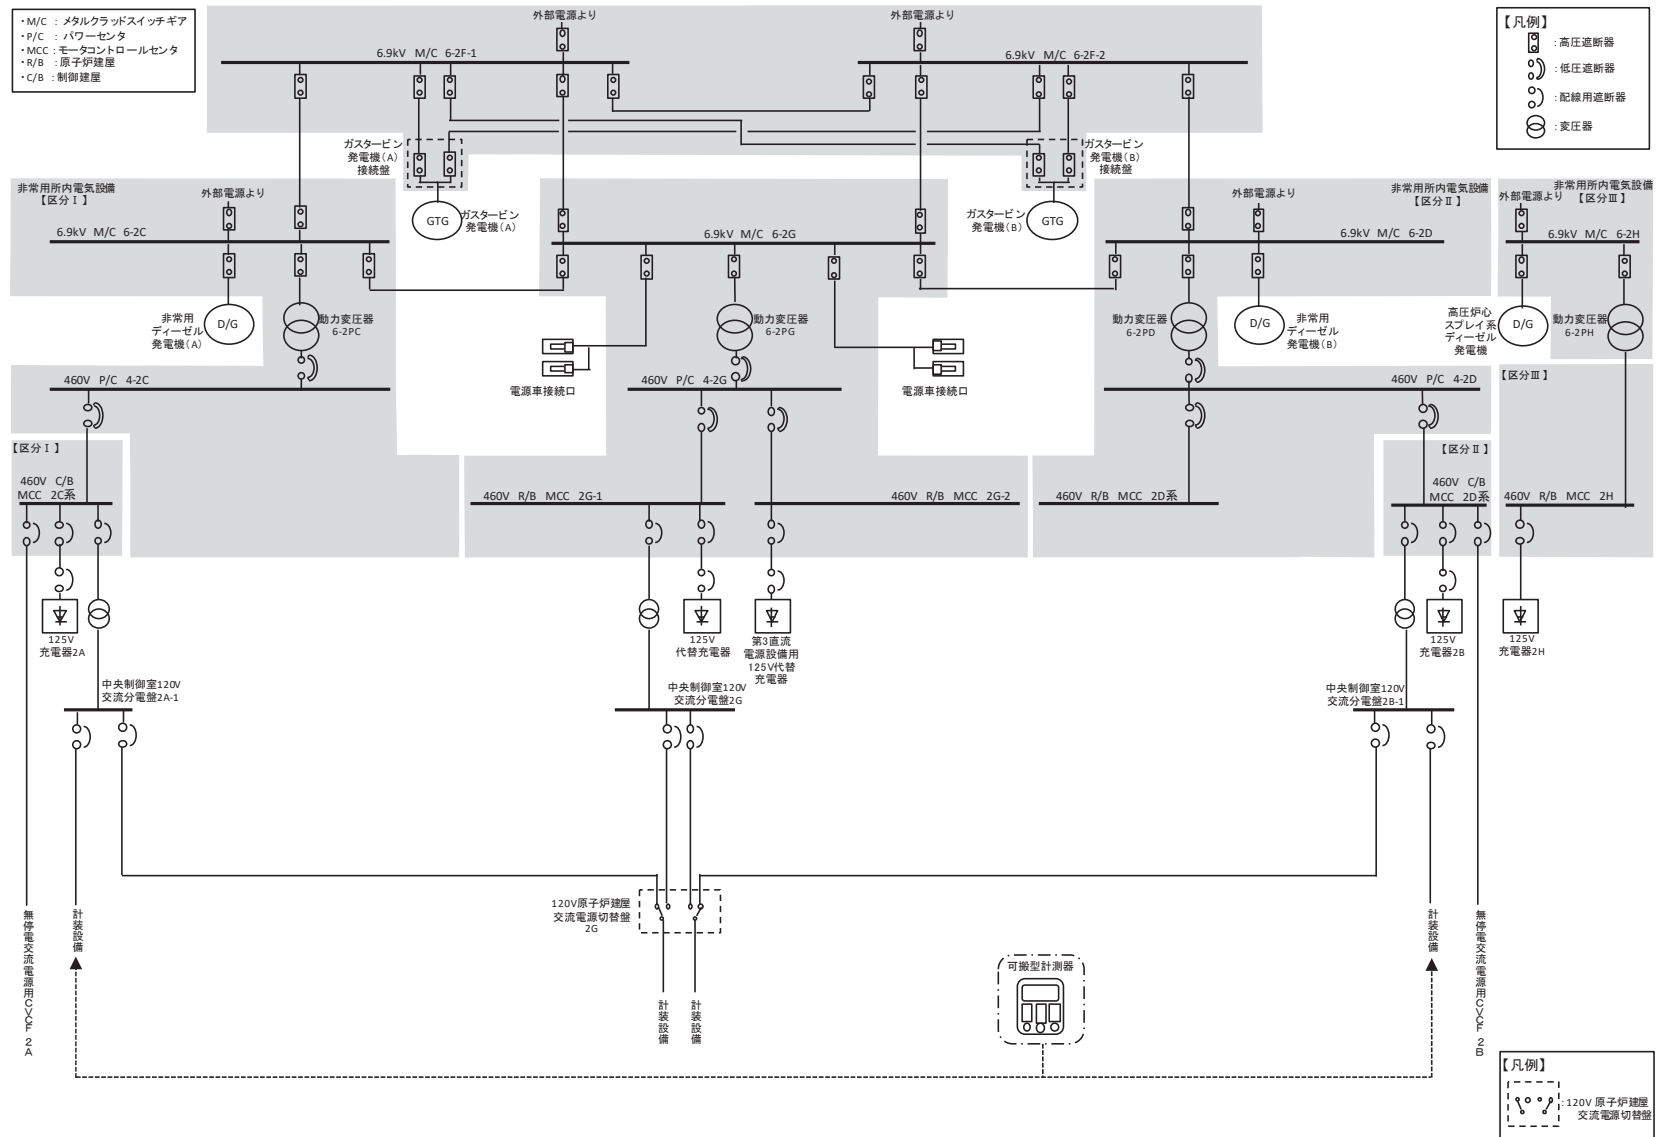 ・M/C ：メタルクラッドスイッチギア
・P/C ：パワーセンタ
・MCC：モータコントロールセンタ
・R/B ：原子炉建屋
・C/B ：制御建屋
外部電源より
外部電源より
【凡例】
：高圧遮断器
：低圧遮断器
：配線用遮断器
：変圧器
6.9kV M/C 6-2F-1
6.9kV M/C 6-2F-2
ガスタービン
発電機(A)
接続盤
ガスタービン
発電機(B)
接続盤
非常用所内電気設備
【区分Ⅰ】
外部電源より
GTG
ガスタービン
発電機(A)
ガスタービン
発電機(B)
GTG
外部電源より
非常用所内電気設備
【区分Ⅱ】
非常用所内電気設備
【区分Ⅲ】
外部電源より
6.9kV M/C 6-2C
6.9kV M/C 6-2G
6.9kV M/C 6-2D
6.9kV M/C 6-2H
非常用
ディーゼル
発電機(A)
D/G
動力変圧器
6-2PC
動力変圧器
6-2PG
動力変圧器
6-2PD
D/G
非常用
ディーゼル
発電機(B)
高圧炉心
スプレイ系
ディーゼル
発電機
D/G
動力変圧器
6-2PH
電源車接続口
電源車接続口
460V P/C 4-2C
460V P/C 4-2G
460V P/C 4-2D
【区分Ⅲ】
【区分Ⅰ】
【区分Ⅱ】
460V C/B
MCC 2C系
460V R/B MCC 2G-1
460V R/B MCC 2G-2
460V R/B MCC 2D系
460V C/B
MCC 2D系
460V R/B MCC 2H
125V
充電器2A
125V
代替充電器
第3直流
電源設備用
125V代替
充電器
125V
充電器2B
125V
充電器2H
中央制御室120V
交流分電盤2A-1
中央制御室120V
交流分電盤2G
中央制御室120V
交流分電盤2B-1
120V原子炉建屋
交流電源切替盤
2G
無停電交流電源用CVCF 2A
計装設備
計装設備
計装設備
可搬型計測器
計装設備
無停電交流電源用CVCF 2B
【凡例】
：120V 原子炉建屋
交流電源切替盤